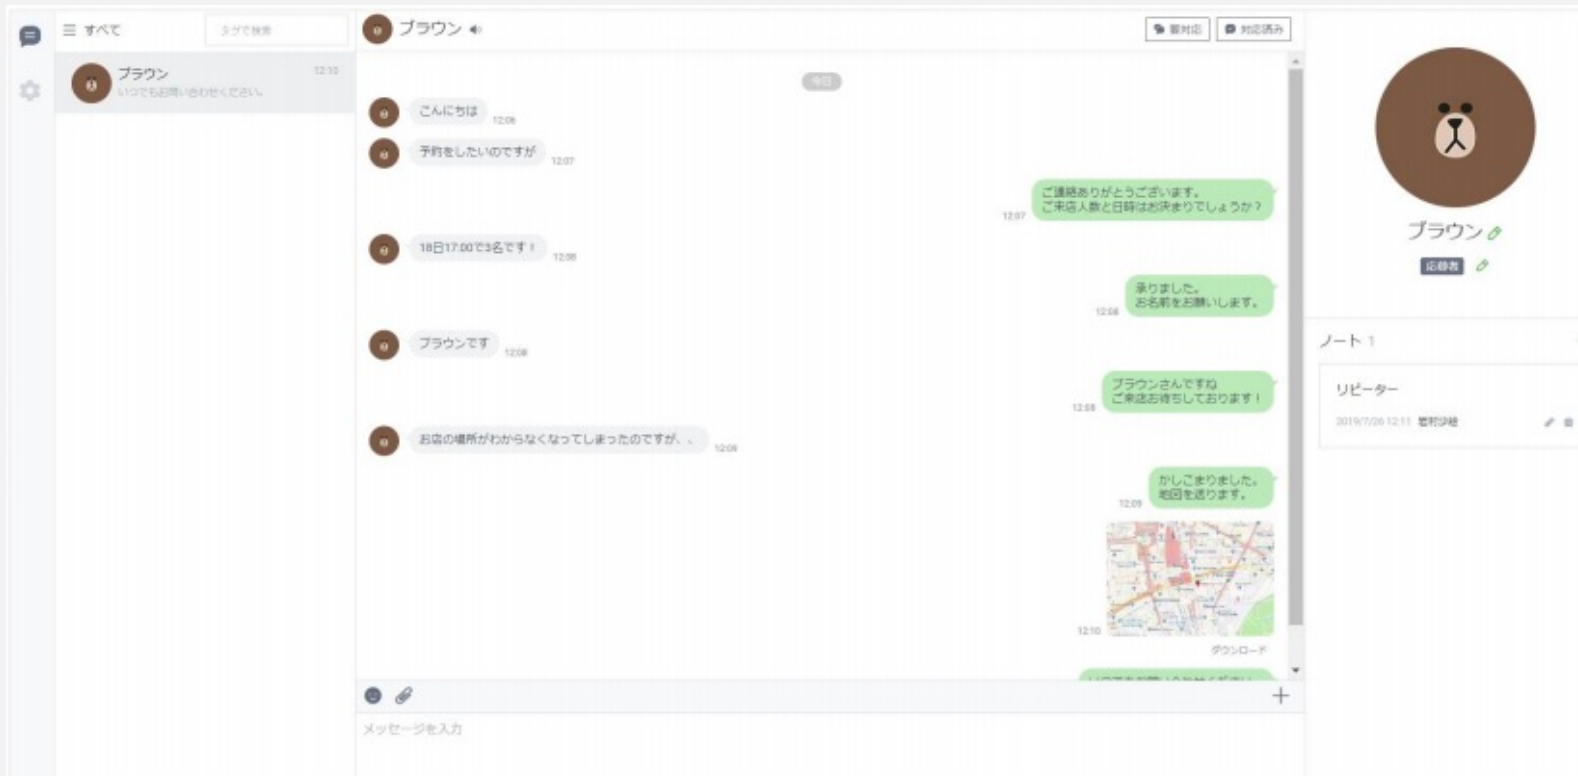 すべて
タグで検索
ブラウン
12:10
いつでもお問い合わせください。
ブラウン
要対応
対応済み
今日
こんにちは
12:06
予約をしたいのですが
12:07
ご連絡ありがとうございます。
ご来店人数と日時はお決まりでしょうか？
12:07
18日17:00で3名です！
12:08
承りました。
お名前をお願いします。
12:08
ブラウンです
12:08
ブラウンさんですね
ご来店お待ちしております！
12:08
お店の場所がわからなくなってしまったのですが、、
12:09
かしこまりました。
地図を送ります。
12:09
12:10
ダウンロード
メッセージを入力
ブラウン
応募者
ノート 1
リピーター
2019/7/26 12:11